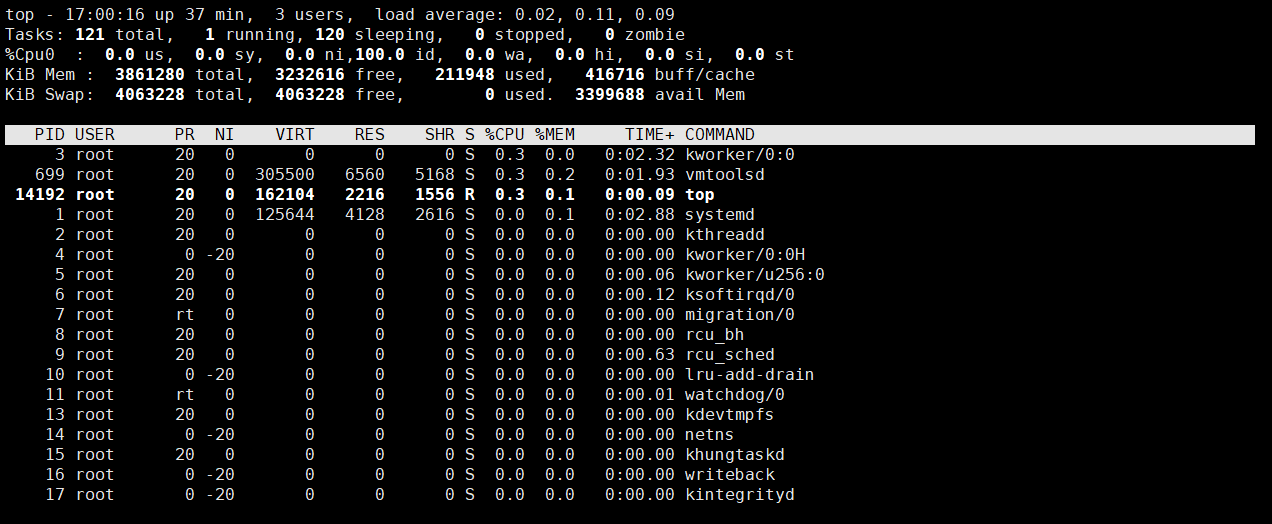 top - 17:00:16 up 37 min,  3 users,  load average: 0.02, 0.11, 0.09
Tasks: 121 total,   1 running, 120 sleeping,   0 stopped,   0 zombie
%Cpu0  :  0.0 us,  0.0 sy,  0.0 ni,100.0 id,  0.0 wa,  0.0 hi,  0.0 si,  0.0 st
KiB Mem :  3861280 total,  3232616 free,   211948 used,   416716 buff/cache
KiB Swap:  4063228 total,  4063228 free,        0 used.  3399688 avail Mem
   PID USER      PR  NI    VIRT    RES    SHR S %CPU %MEM     TIME+ COMMAND
     3 root      20   0       0      0      0 S  0.3  0.0   0:02.32 kworker/0:0
   699 root      20   0  305500   6560   5168 S  0.3  0.2   0:01.93 vmtoolsd
 14192 root      20   0  162104   2216   1556 R  0.3  0.1   0:00.09 top
     1 root      20   0  125644   4128   2616 S  0.0  0.1   0:02.88 systemd
     2 root      20   0       0      0      0 S  0.0  0.0   0:00.00 kthreadd
     4 root       0 -20       0      0      0 S  0.0  0.0   0:00.00 kworker/0:0H
     5 root      20   0       0      0      0 S  0.0  0.0   0:00.06 kworker/u256:0
     6 root      20   0       0      0      0 S  0.0  0.0   0:00.12 ksoftirqd/0
     7 root      rt   0       0      0      0 S  0.0  0.0   0:00.00 migration/0
     8 root      20   0       0      0      0 S  0.0  0.0   0:00.00 rcu_bh
     9 root      20   0       0      0      0 S  0.0  0.0   0:00.63 rcu_sched
    10 root       0 -20       0      0      0 S  0.0  0.0   0:00.00 lru-add-drain
    11 root      rt   0       0      0      0 S  0.0  0.0   0:00.01 watchdog/0
    13 root      20   0       0      0      0 S  0.0  0.0   0:00.00 kdevtmpfs
    14 root       0 -20       0      0      0 S  0.0  0.0   0:00.00 netns
    15 root      20   0       0      0      0 S  0.0  0.0   0:00.00 khungtaskd
    16 root       0 -20       0      0      0 S  0.0  0.0   0:00.00 writeback
    17 root       0 -20       0      0      0 S  0.0  0.0   0:00.00 kintegrityd